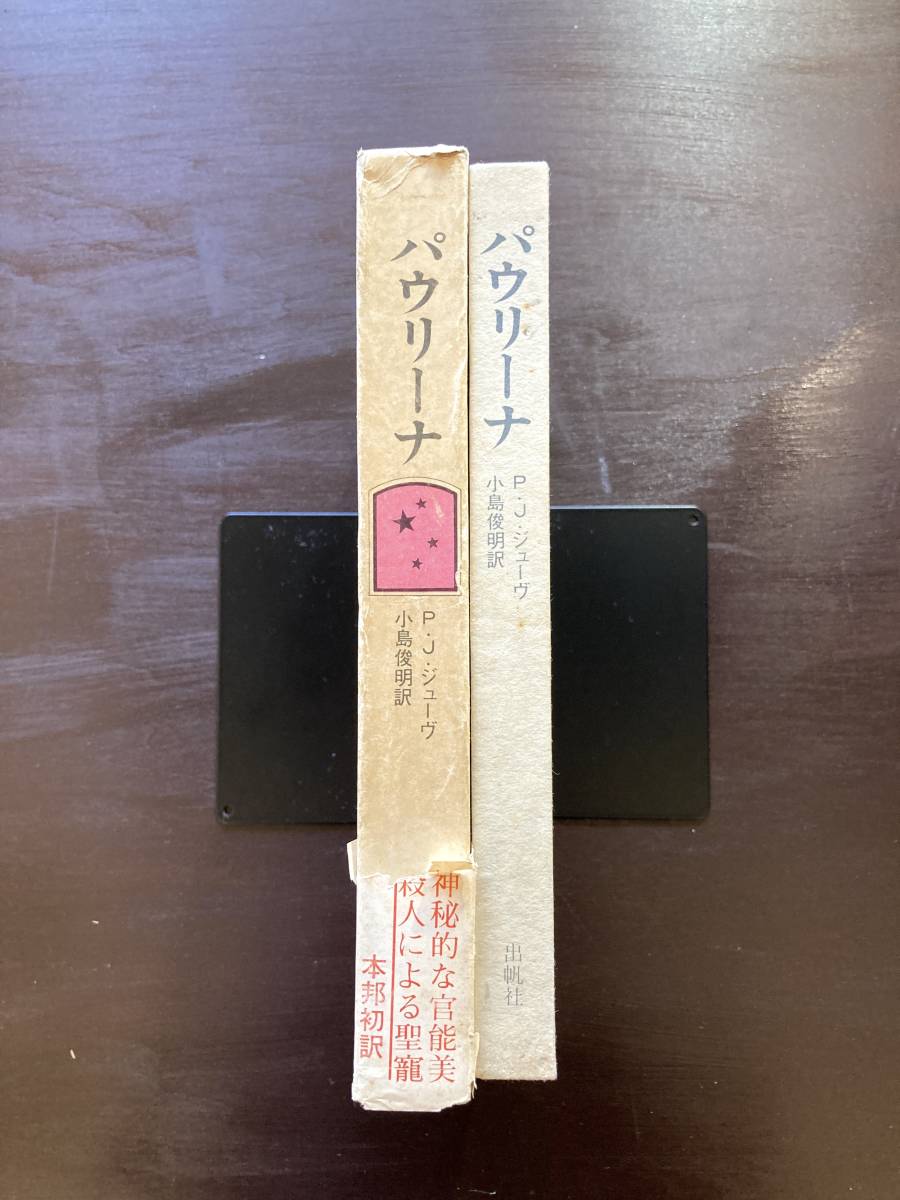 パウリーナ
P・J・ジューヴ
小島俊明訳
神秘的な官能美
殺人による聖寵
本邦初訳
パウリーナ
P・J・ジューヴ
小島俊明訳
出帆社